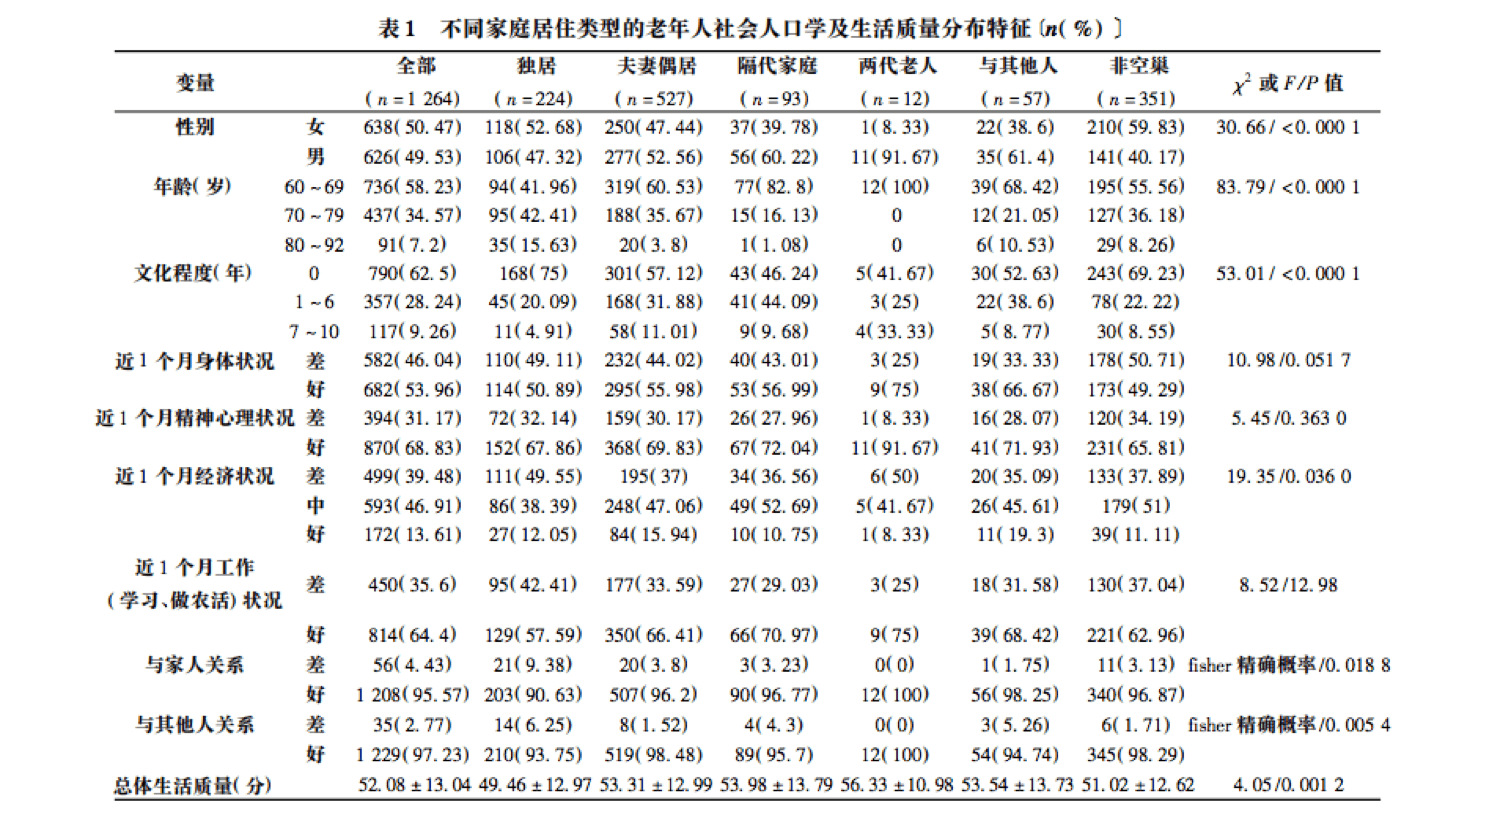 表1 不同家庭居住类型的老年人社会人口学及生活质量分布特征〔n(%)〕
变量 全部 独居 夫妻偶居 隔代家庭 两代老人 与其他人 非空巢 χ² 或 F/P 值
(n=1 264) (n=224) (n=527) (n=93) (n=12) (n=57) (n=351)
性别 女 638(50.47) 118(52.68) 250(47.44) 37(39.78) 1(8.33) 22(38.6) 210(59.83) 30.66/<0.000 1
男 626(49.53) 106(47.32) 277(52.56) 56(60.22) 11(91.67) 35(61.4) 141(40.17)
年龄(岁) 60~69 736(58.23) 94(41.96) 319(60.53) 77(82.8) 12(100) 39(68.42) 195(55.56) 83.79/<0.000 1
70~79 437(34.57) 95(42.41) 188(35.67) 15(16.13) 0 12(21.05) 127(36.18)
80~92 91(7.2) 35(15.63) 20(3.8) 1(1.08) 0 6(10.53) 29(8.26)
文化程度(年) 0 790(62.5) 168(75) 301(57.12) 43(46.24) 5(41.67) 30(52.63) 243(69.23) 53.01/<0.000 1
1~6 357(28.24) 45(20.09) 168(31.88) 41(44.09) 3(25) 22(38.6) 78(22.22)
7~10 117(9.26) 11(4.91) 58(11.01) 9(9.68) 4(33.33) 5(8.77) 30(8.55)
近1个月身体状况 差 582(46.04) 110(49.11) 232(44.02) 40(43.01) 3(25) 19(33.33) 178(50.71) 10.98/0.051 7
好 682(53.96) 114(50.89) 295(55.98) 53(56.99) 9(75) 38(66.67) 173(49.29)
近1个月精神心理状况 差 394(31.17) 72(32.14) 159(30.17) 26(27.96) 1(8.33) 16(28.07) 120(34.19) 5.45/0.363 0
好 870(68.83) 152(67.86) 368(69.83) 67(72.04) 11(91.67) 41(71.93) 231(65.81)
近1个月经济状况 差 499(39.48) 111(49.55) 195(37) 34(36.56) 6(50) 20(35.09) 133(37.89) 19.35/0.036 0
中 593(46.91) 86(38.39) 248(47.06) 49(52.69) 5(41.67) 26(45.61) 179(51)
好 172(13.61) 27(12.05) 84(15.94) 10(10.75) 1(8.33) 11(19.3) 39(11.11)
近1个月工作
(学习、做农活)状况 差 450(35.6) 95(42.41) 177(33.59) 27(29.03) 3(25) 18(31.58) 130(37.04) 8.52/12.98
好 814(64.4) 129(57.59) 350(66.41) 66(70.97) 9(75) 39(68.42) 221(62.96)
与家人关系 差 56(4.43) 21(9.38) 20(3.8) 3(3.23) 0(0) 1(1.75) 11(3.13) fisher 精确概率/0.018 8
好 1 208(95.57) 203(90.63) 507(96.2) 90(96.77) 12(100) 56(98.25) 340(96.87)
与其他人关系 差 35(2.77) 14(6.25) 8(1.52) 4(4.3) 0(0) 3(5.26) 6(1.71) fisher 精确概率/0.005 4
好 1 229(97.23) 210(93.75) 519(98.48) 89(95.7) 12(100) 54(94.74) 345(98.29)
总体生活质量(分) 52.08±13.04 49.46±12.97 53.31±12.99 53.98±13.79 56.33±10.98 53.54±13.73 51.02±12.62 4.05/0.001 2